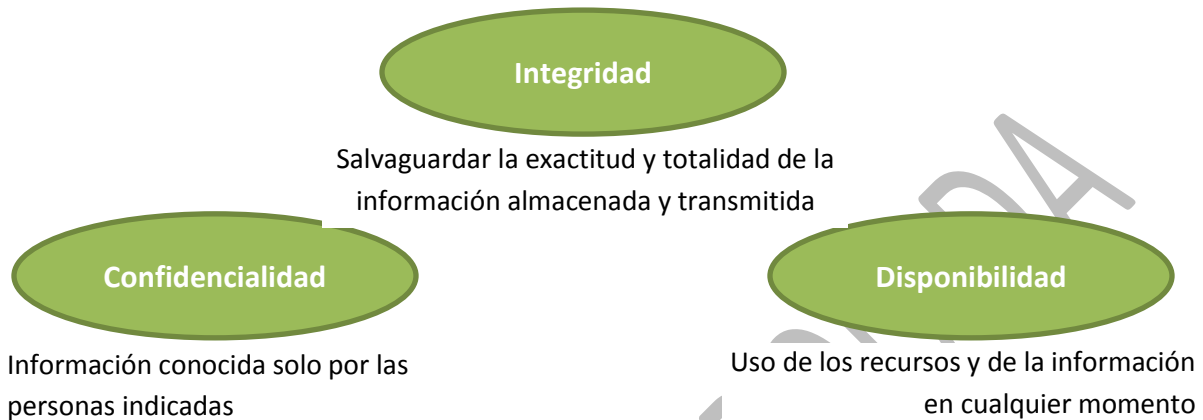 Integridad
Salvaguardar la exactitud y totalidad de la
información almacenada y transmitida
Confidencialidad
Información conocida solo por las
personas indicadas
Disponibilidad
Uso de los recursos y de la información
en cualquier momento